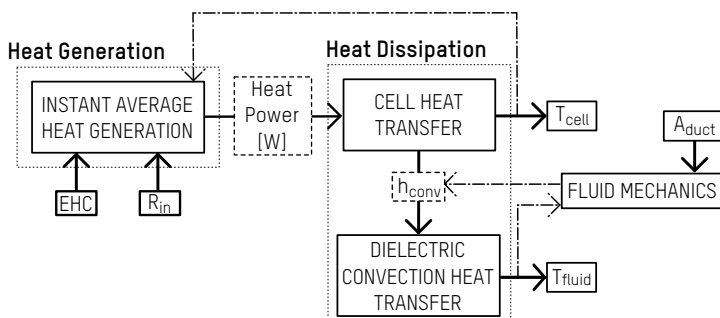 Heat Generation
Heat Dissipation
INSTANT AVERAGE
HEAT GENERATION
Heat
Power
[W]
CELL HEAT
TRANSFER
Tcell
Aduct
EHC
Rin
hconv
FLUID MECHANICS
DIELECTRIC
CONVECTION HEAT
TRANSFER
Tfluid